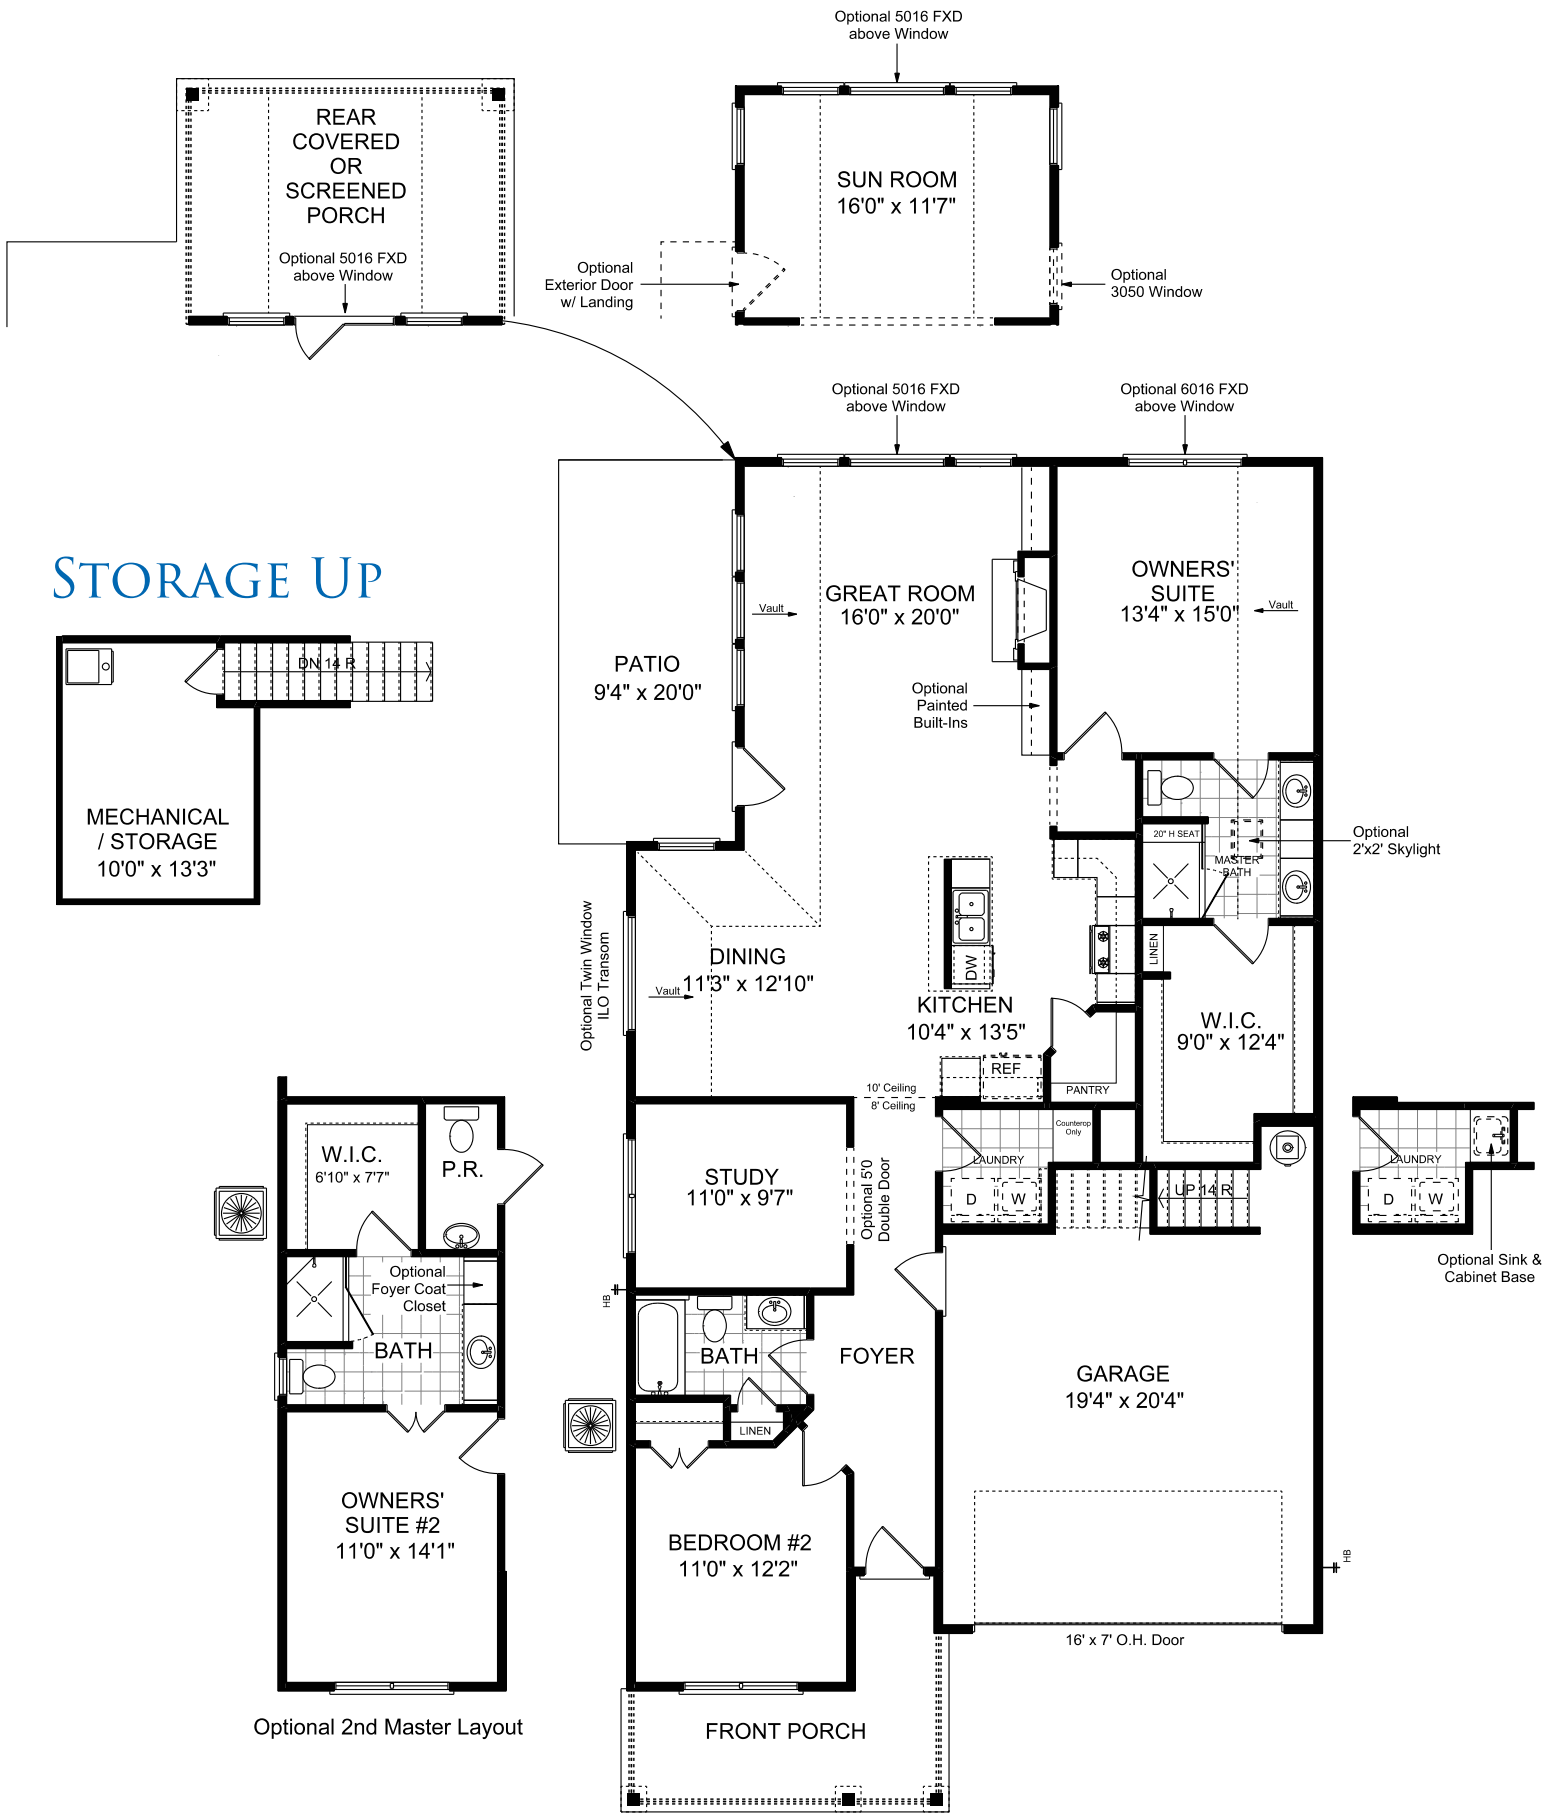 Optional 5016 FXD
above Window
REAR
COVERED
OR
SCREENED
PORCH
Optional 5016 FXD
above Window
SUN ROOM
16'0" x 11'7"
Optional
Exterior Door
w/ Landing
Optional
3050 Window
Optional 5016 FXD
above Window
Optional 6016 FXD
above Window
STORAGE UP
DN 14 R
MECHANICAL
/ STORAGE
10'0" x 13'3"
PATIO
9'4" x 20'0"
Vault
GREAT ROOM
16'0" x 20'0"
Optional
Painted
Built-Ins
OWNERS'
SUITE
13'4" x 15'0"
Vault
20" H SEAT
MASTER
BATH
Optional
2'x2' Skylight
Optional Twin Window
ILO Transom
DINING
11'3" x 12'10"
Vault
DW
KITCHEN
10'4" x 13'5"
REF
PANTRY
LINEN
W.I.C.
9'0" x 12'4"
10' Ceiling
8' Ceiling
STUDY
11'0" x 9'7"
Optional 5'0
Double Door
Countertop
Only
LAUNDRY
D
W
UP 14 R
LAUNDRY
D
W
Optional Sink &
Cabinet Base
W.I.C.
6'10" x 7'7"
P.R.
Optional
Foyer Coat
Closet
BATH
OWNERS'
SUITE #2
11'0" x 14'1"
Optional 2nd Master Layout
HB
BATH
FOYER
LINEN
GARAGE
19'4" x 20'4"
BEDROOM #2
11'0" x 12'2"
HB
16' x 7' O.H. Door
FRONT PORCH